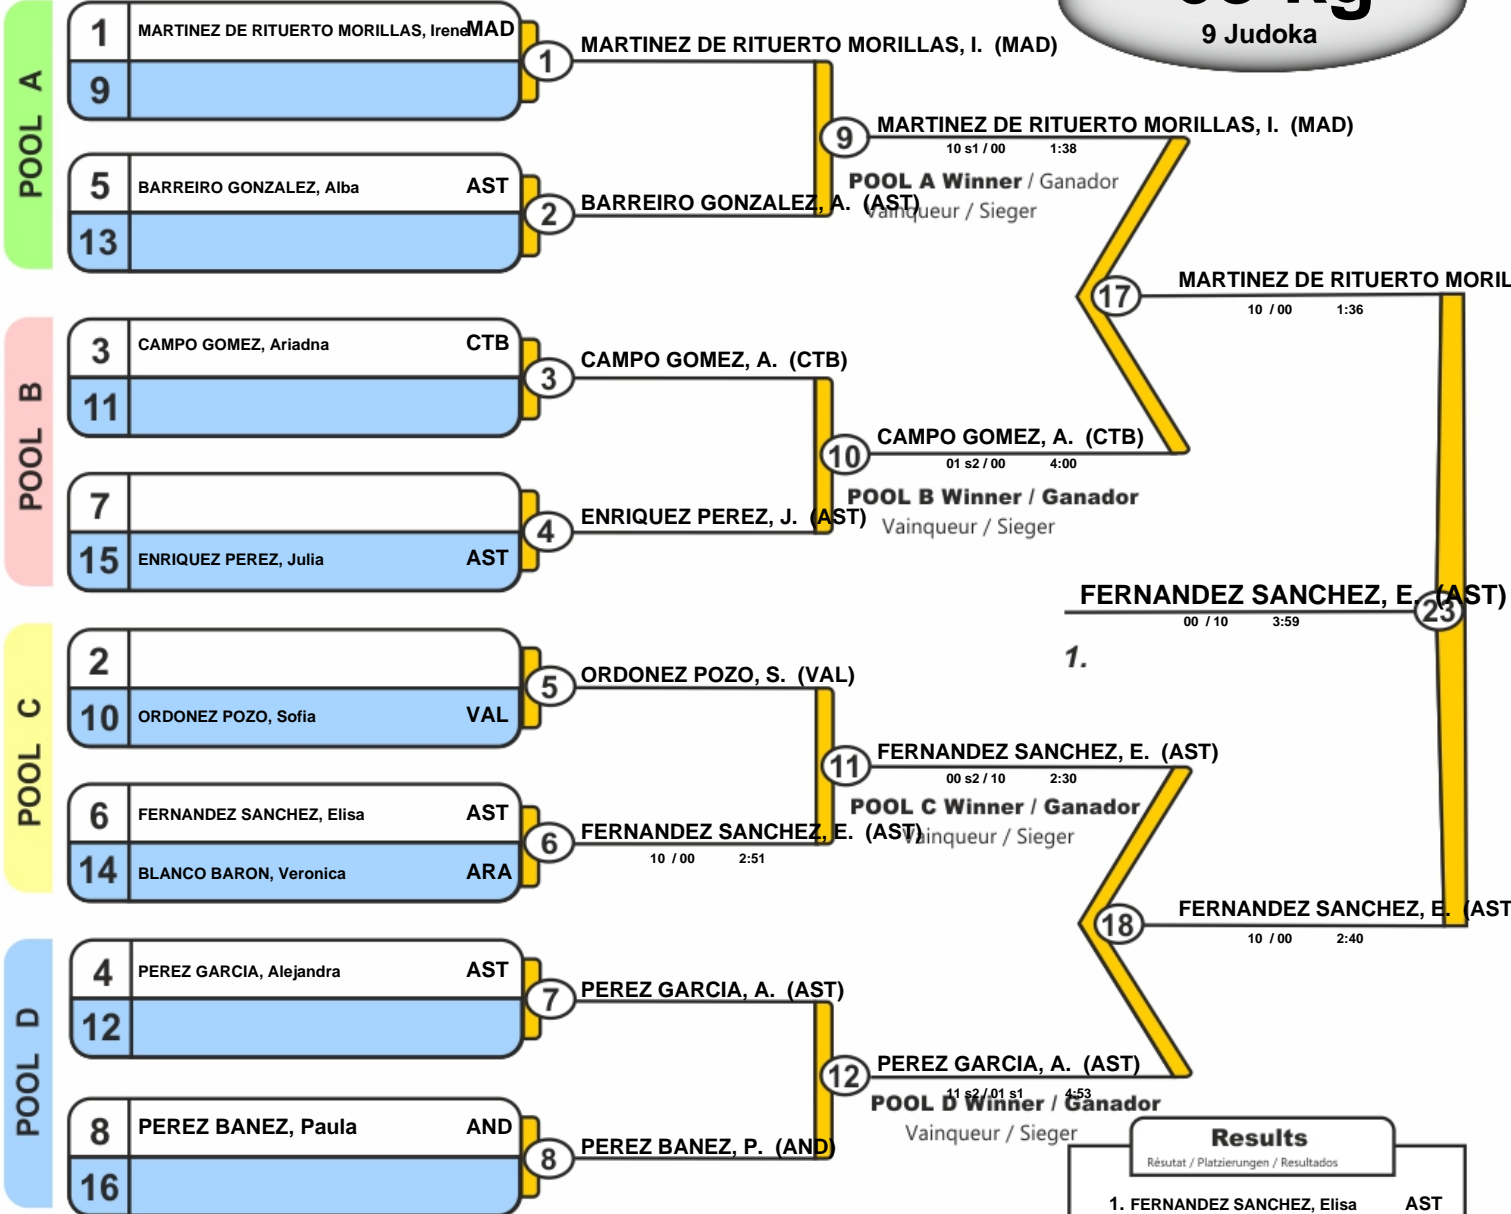 9 Judoka
POOL A
1 MARTINEZ DE RITUERTO MORILLAS, Irene MAD
9
1
MARTINEZ DE RITUERTO MORILLAS, I. (MAD)
5 BARREIRO GONZALEZ, Alba AST
13
2
BARREIRO GONZALEZ, A. (AST)
9
MARTINEZ DE RITUERTO MORILLAS, I. (MAD)
10 s1 / 00 1:38
POOL A Winner / Ganador
Vainqueur / Sieger
POOL B
3 CAMPO GOMEZ, Ariadna CTB
11
3
CAMPO GOMEZ, A. (CTB)
7
15 ENRIQUEZ PEREZ, Julia AST
4
ENRIQUEZ PEREZ, J. (AST)
10
CAMPO GOMEZ, A. (CTB)
01 s2 / 00 4:00
POOL B Winner / Ganador
Vainqueur / Sieger
17
MARTINEZ DE RITUERTO MORIL
10 / 00 1:36
FERNANDEZ SANCHEZ, E. (AST)
23
00 / 10 3:59
1.
POOL C
2
10 ORDONEZ POZO, Sofia VAL
5
ORDONEZ POZO, S. (VAL)
6 FERNANDEZ SANCHEZ, Elisa AST
14 BLANCO BARON, Veronica ARA
6
FERNANDEZ SANCHEZ, E. (AST)
10 / 00 2:51
11
FERNANDEZ SANCHEZ, E. (AST)
00 s2 / 10 2:30
POOL C Winner / Ganador
Vainqueur / Sieger
18
FERNANDEZ SANCHEZ, E. (AST
10 / 00 2:40
POOL D
4 PEREZ GARCIA, Alejandra AST
12
7
PEREZ GARCIA, A. (AST)
8 PEREZ BANEZ, Paula AND
16
8
PEREZ BANEZ, P. (AND)
12
PEREZ GARCIA, A. (AST)
11 s2 / 01 s1 4:53
POOL D Winner / Ganador
Vainqueur / Sieger
Results
Résutat / Platzierungen / Resultados
1. FERNANDEZ SANCHEZ, Elisa AST